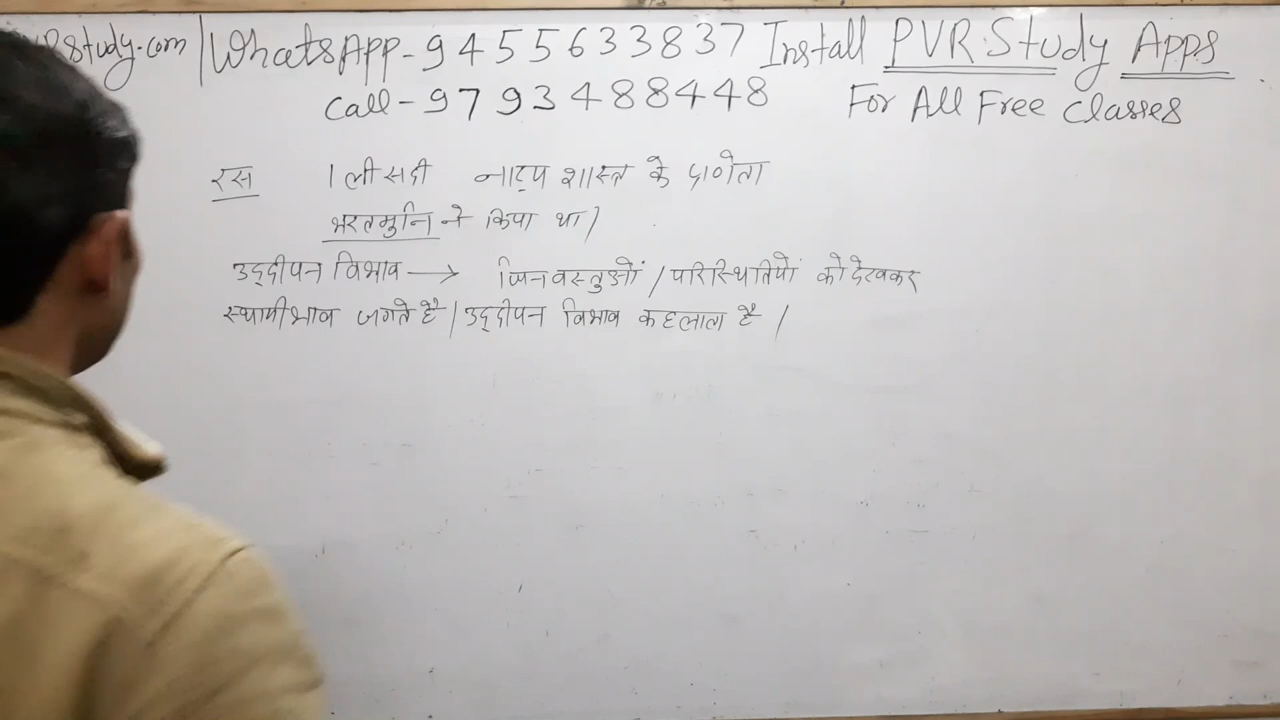 PVRStudy.com | WhatsApp - 9455633837 Install PVR Study Apps
Call - 9793488448 For All Free Classes
रस 1ली सदी नाट्य शास्त्र के प्रणेता
भरतमुनि ने किया था /
उद्दीपन विभाव → जिन वस्तुओं / परिस्थितियों को देखकर
स्थायीभाव जगते है | उद्दीपन विभाव कहलाता है /